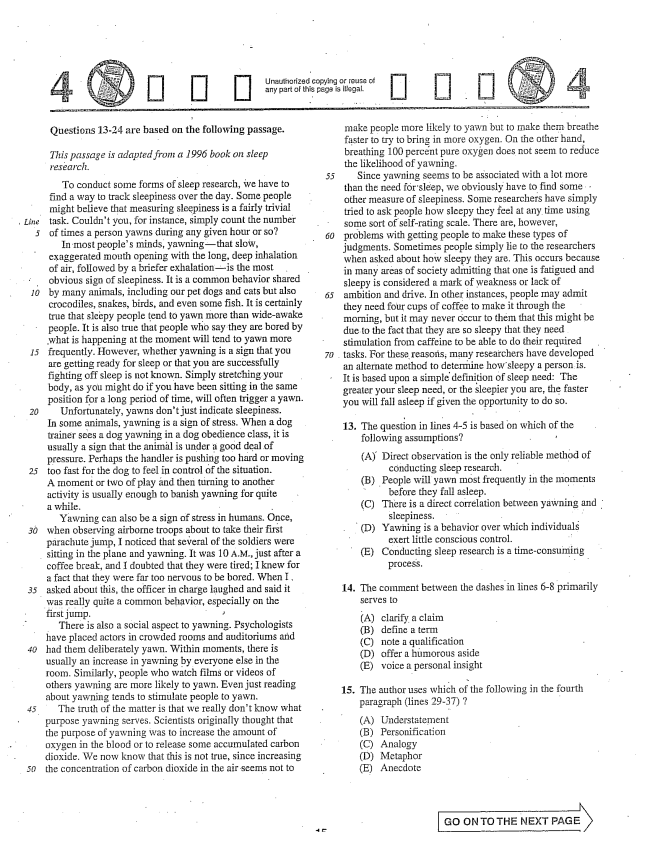 4
Unauthorized copying or reuse of
any part of this page is illegal.
4
Questions 13-24 are based on the following passage.
This passage is adapted from a 1996 book on sleep
research.
To conduct some forms of sleep research, we have to
find a way to track sleepiness over the day. Some people
might believe that measuring sleepiness is a fairly trivial
Line task. Couldn't you, for instance, simply count the number
5 of times a person yawns during any given hour or so?
In most people's minds, yawning—that slow,
exaggerated mouth opening with the long, deep inhalation
of air, followed by a briefer exhalation—is the most
obvious sign of sleepiness. It is a common behavior shared
10 by many animals, including our pet dogs and cats but also
crocodiles, snakes, birds, and even some fish. It is certainly
true that sleepy people tend to yawn more than wide-awake
people. It is also true that people who say they are bored by
what is happening at the moment will tend to yawn more
15 frequently. However, whether yawning is a sign that you
are getting ready for sleep or that you are successfully
fighting off sleep is not known. Simply stretching your
body, as you might do if you have been sitting in the same
position for a long period of time, will often trigger a yawn.
20 Unfortunately, yawns don't just indicate sleepiness.
In some animals, yawning is a sign of stress. When a dog
trainer sees a dog yawning in a dog obedience class, it is
usually a sign that the animal is under a good deal of
pressure. Perhaps the handler is pushing too hard or moving
25 too fast for the dog to feel in control of the situation.
A moment or two of play and then turning to another
activity is usually enough to banish yawning for quite
a while.
Yawning can also be a sign of stress in humans. Once,
30 when observing airborne troops about to take their first
parachute jump, I noticed that several of the soldiers were
sitting in the plane and yawning. It was 10 A.M., just after a
coffee break, and I doubted that they were tired; I knew for
a fact that they were far too nervous to be bored. When I
35 asked about this, the officer in charge laughed and said it
was really quite a common behavior, especially on the
first jump.
There is also a social aspect to yawning. Psychologists
have placed actors in crowded rooms and auditoriums and
40 had them deliberately yawn. Within moments, there is
usually an increase in yawning by everyone else in the
room. Similarly, people who watch films or videos of
others yawning are more likely to yawn. Even just reading
about yawning tends to stimulate people to yawn.
45 The truth of the matter is that we really don't know what
purpose yawning serves. Scientists originally thought that
the purpose of yawning was to increase the amount of
oxygen in the blood or to release some accumulated carbon
dioxide. We now know that this is not true, since increasing
50 the concentration of carbon dioxide in the air seems not to
make people more likely to yawn but to make them breathe
faster to try to bring in more oxygen. On the other hand,
breathing 100 percent pure oxygen does not seem to reduce
the likelihood of yawning.
55 Since yawning seems to be associated with a lot more
than the need for sleep, we obviously have to find some
other measure of sleepiness. Some researchers have simply
tried to ask people how sleepy they feel at any time using
some sort of self-rating scale. There are, however,
60 problems with getting people to make these types of
judgments. Sometimes people simply lie to the researchers
when asked about how sleepy they are. This occurs because
in many areas of society admitting that one is fatigued and
sleepy is considered a mark of weakness or lack of
65 ambition and drive. In other instances, people may admit
they need four cups of coffee to make it through the
morning, but it may never occur to them that this might be
due to the fact that they are so sleepy that they need
stimulation from caffeine to be able to do their required
70 tasks. For these reasons, many researchers have developed
an alternate method to determine how sleepy a person is.
It is based upon a simple definition of sleep need: The
greater your sleep need, or the sleepier you are, the faster
you will fall asleep if given the opportunity to do so.
13. The question in lines 4-5 is based on which of the
following assumptions?
(A) Direct observation is the only reliable method of
conducting sleep research.
(B) People will yawn most frequently in the moments
before they fall asleep.
(C) There is a direct correlation between yawning and
sleepiness.
(D) Yawning is a behavior over which individuals
exert little conscious control.
(E) Conducting sleep research is a time-consuming
process.
14. The comment between the dashes in lines 6-8 primarily
serves to
(A) clarify a claim
(B) define a term
(C) note a qualification
(D) offer a humorous aside
(E) voice a personal insight
15. The author uses which of the following in the fourth
paragraph (lines 29-37) ?
(A) Understatement
(B) Personification
(C) Analogy
(D) Metaphor
(E) Anecdote
GO ON TO THE NEXT PAGE